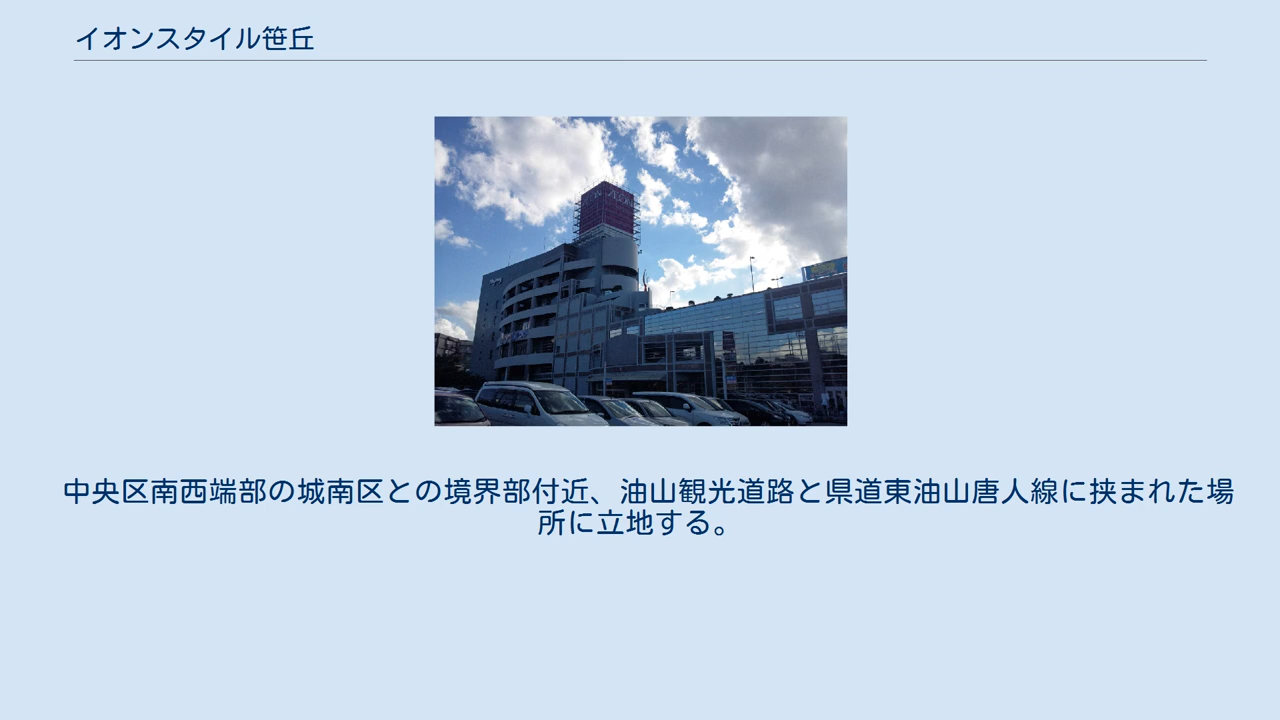 イオンスタイル笹丘
ÆON
中央区南西端部の城南区との境界部付近、油山観光道路と県道東油山唐人線に挟まれた場
所に立地する。